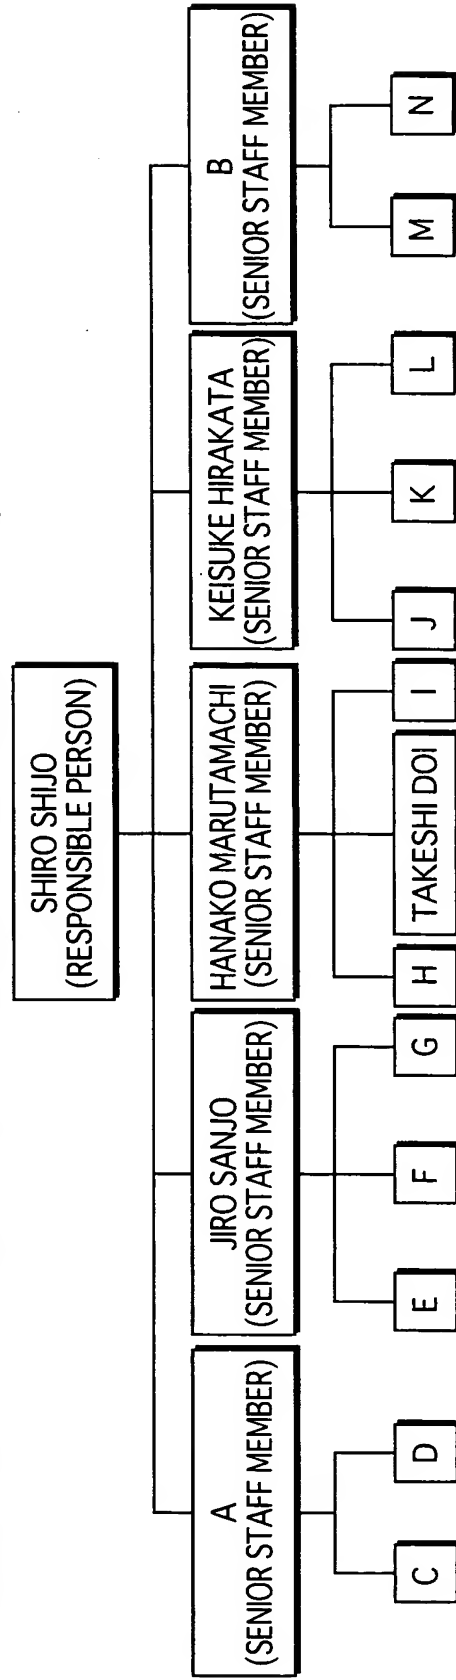 SHIRO SHIJO
(RESPONSIBLE PERSON)
A
(SENIOR STAFF MEMBER)
JIRO SANJO
(SENIOR STAFF MEMBER)
HANAKO MARUTAMACHI
(SENIOR STAFF MEMBER)
KEISUKE HIRAKATA
(SENIOR STAFF MEMBER)
B
(SENIOR STAFF MEMBER)
C
D
E
F
G
H
TAKESHI DOI
I
J
K
L
M
N